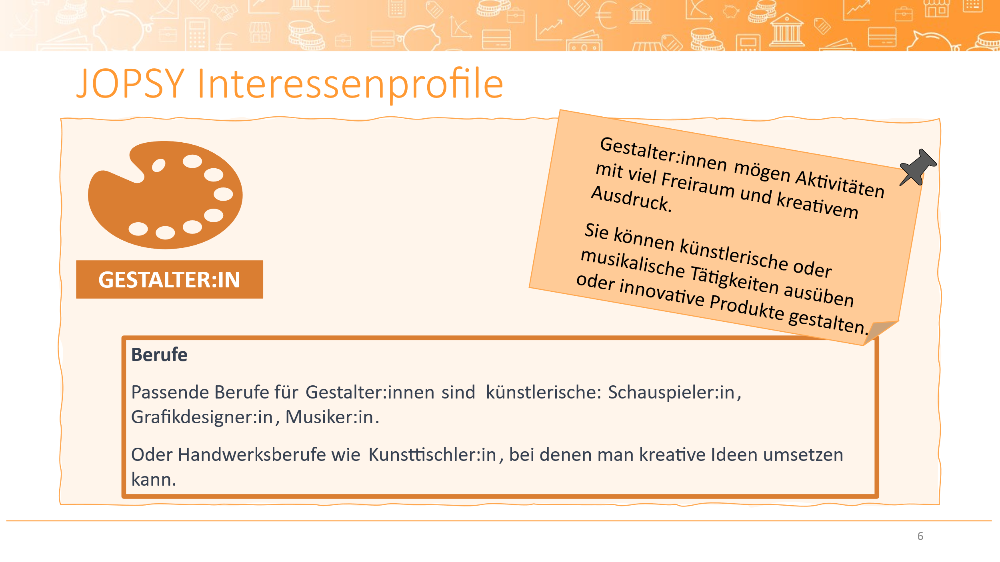 JOPSY Interessenprofile
Gestalter:innen mögen Aktivitäten
mit viel Freiraum und kreativem
Ausdruck.
Sie können künstlerische oder
musikalische Tätigkeiten ausüben
oder innovative Produkte gestalten.
GESTALTER:IN
Berufe
Passende Berufe für Gestalter:innen sind künstlerische: Schauspieler:in,
Grafikdesigner:in, Musiker:in.
Oder Handwerksberufe wie Kunsttischler:in, bei denen man kreative Ideen umsetzen
kann.
6